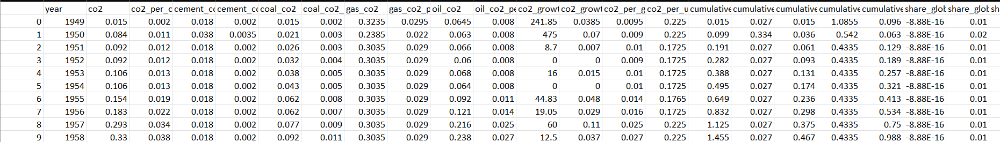 year co2 co2_per_c cement_co cement_co coal_co2 coal_co2_ gas_co2 gas_co2_p oil_co2 oil_co2_pe co2_growt co2_growt co2_per_g co2_per_u cumulative cumulative cumulative cumulative cumulative share_glob share_glob sh
0 1949 0.015 0.002 0.018 0.002 0.015 0.002 0.3235 0.0295 0.0645 0.008 241.85 0.0385 0.0095 0.225 0.015 0.027 0.015 1.0855 0.096 -8.88E-16 0.01
1 1950 0.084 0.011 0.038 0.0035 0.021 0.003 0.2385 0.022 0.063 0.008 475 0.07 0.009 0.225 0.099 0.334 0.036 0.542 0.063 -8.88E-16 0.02
2 1951 0.092 0.012 0.018 0.002 0.026 0.003 0.3035 0.029 0.066 0.008 8.7 0.007 0.01 0.1725 0.191 0.027 0.061 0.4335 0.129 -8.88E-16 0.01
3 1952 0.092 0.012 0.018 0.002 0.032 0.004 0.3035 0.029 0.06 0.008 0 0 0.009 0.1725 0.282 0.027 0.093 0.4335 0.189 -8.88E-16 0.01
4 1953 0.106 0.013 0.018 0.002 0.038 0.005 0.3035 0.029 0.068 0.008 16 0.015 0.01 0.1725 0.388 0.027 0.131 0.4335 0.257 -8.88E-16 0.01
5 1954 0.106 0.013 0.018 0.002 0.043 0.005 0.3035 0.029 0.064 0.008 0 0 0.01 0.1725 0.495 0.027 0.174 0.4335 0.321 -8.88E-16 0.01
6 1955 0.154 0.019 0.018 0.002 0.062 0.008 0.3035 0.029 0.092 0.011 44.83 0.048 0.014 0.1765 0.649 0.027 0.236 0.4335 0.413 -8.88E-16 0.01
7 1956 0.183 0.022 0.018 0.002 0.062 0.007 0.3035 0.029 0.121 0.014 19.05 0.029 0.016 0.1725 0.832 0.027 0.298 0.4335 0.534 -8.88E-16 0.01
8 1957 0.293 0.034 0.018 0.002 0.077 0.009 0.3035 0.029 0.216 0.025 60 0.11 0.025 0.225 1.125 0.027 0.375 0.4335 0.75 -8.88E-16 0.01
9 1958 0.33 0.038 0.018 0.002 0.092 0.011 0.3035 0.029 0.238 0.027 12.5 0.037 0.027 0.225 1.455 0.027 0.467 0.4335 0.988 -8.88E-16 0.01